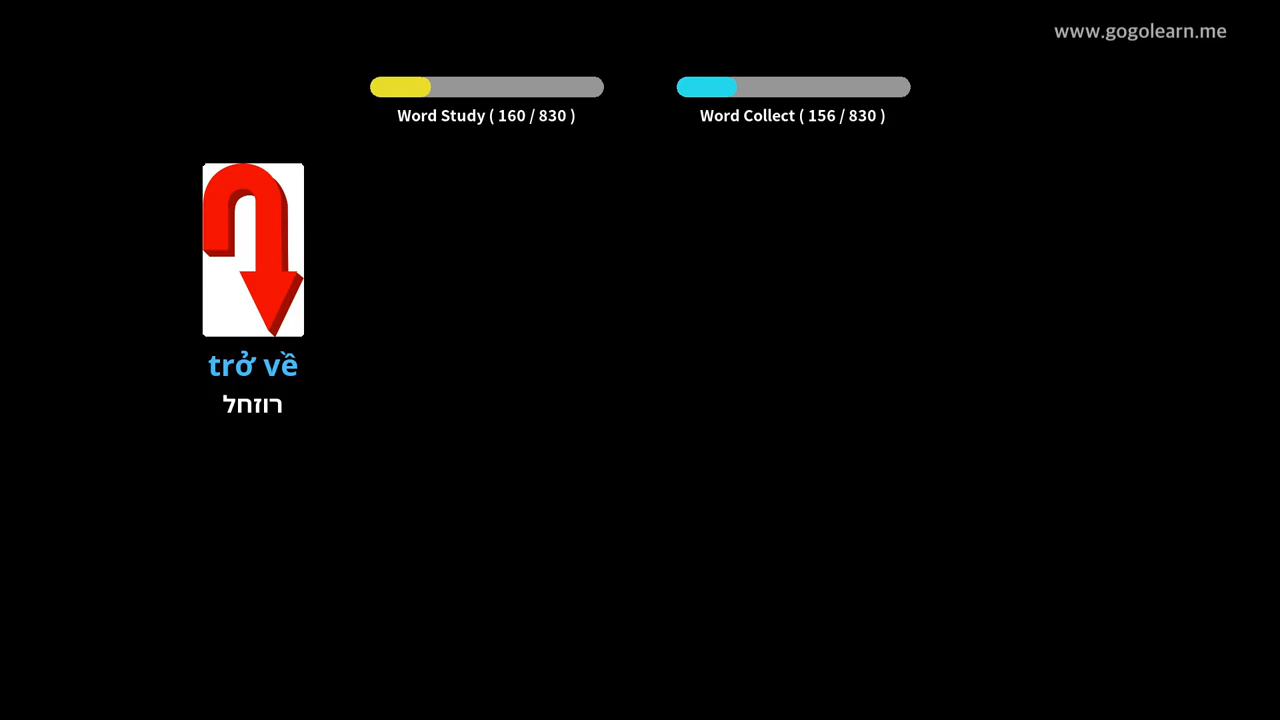 www.gogolearn.me
Word Study ( 160 / 830 )
Word Collect ( 156 / 830 )
trở về
רוזחל